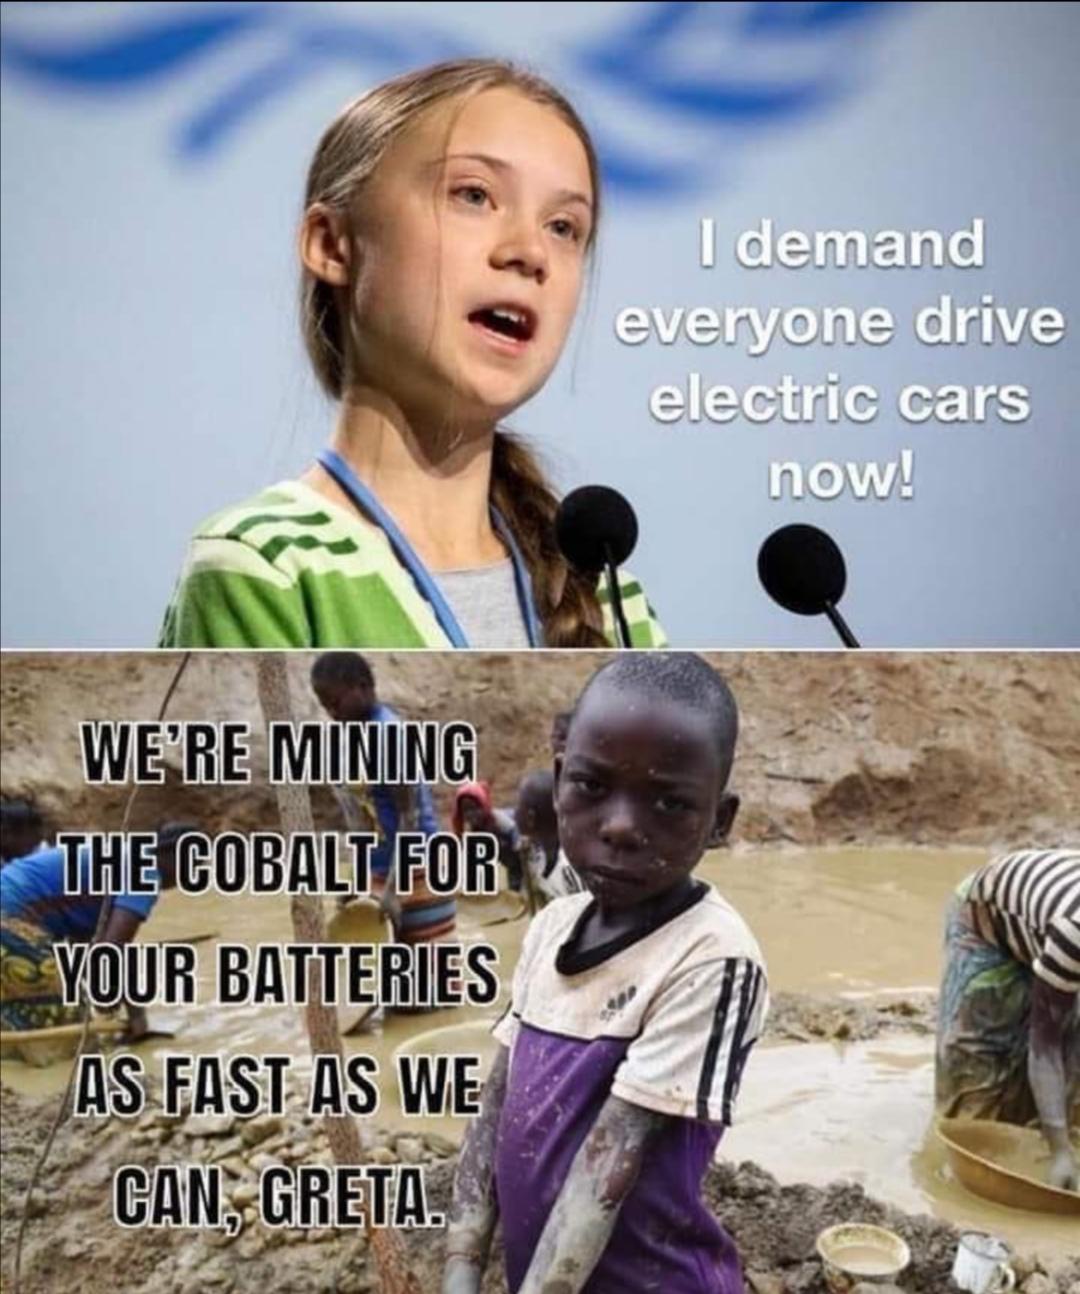 I demand
everyone drive
electric cars
now!
WE'RE MINING
THE COBALT FOR
YOUR BATTERIES
AS FAST AS WE
CAN, GRETA.